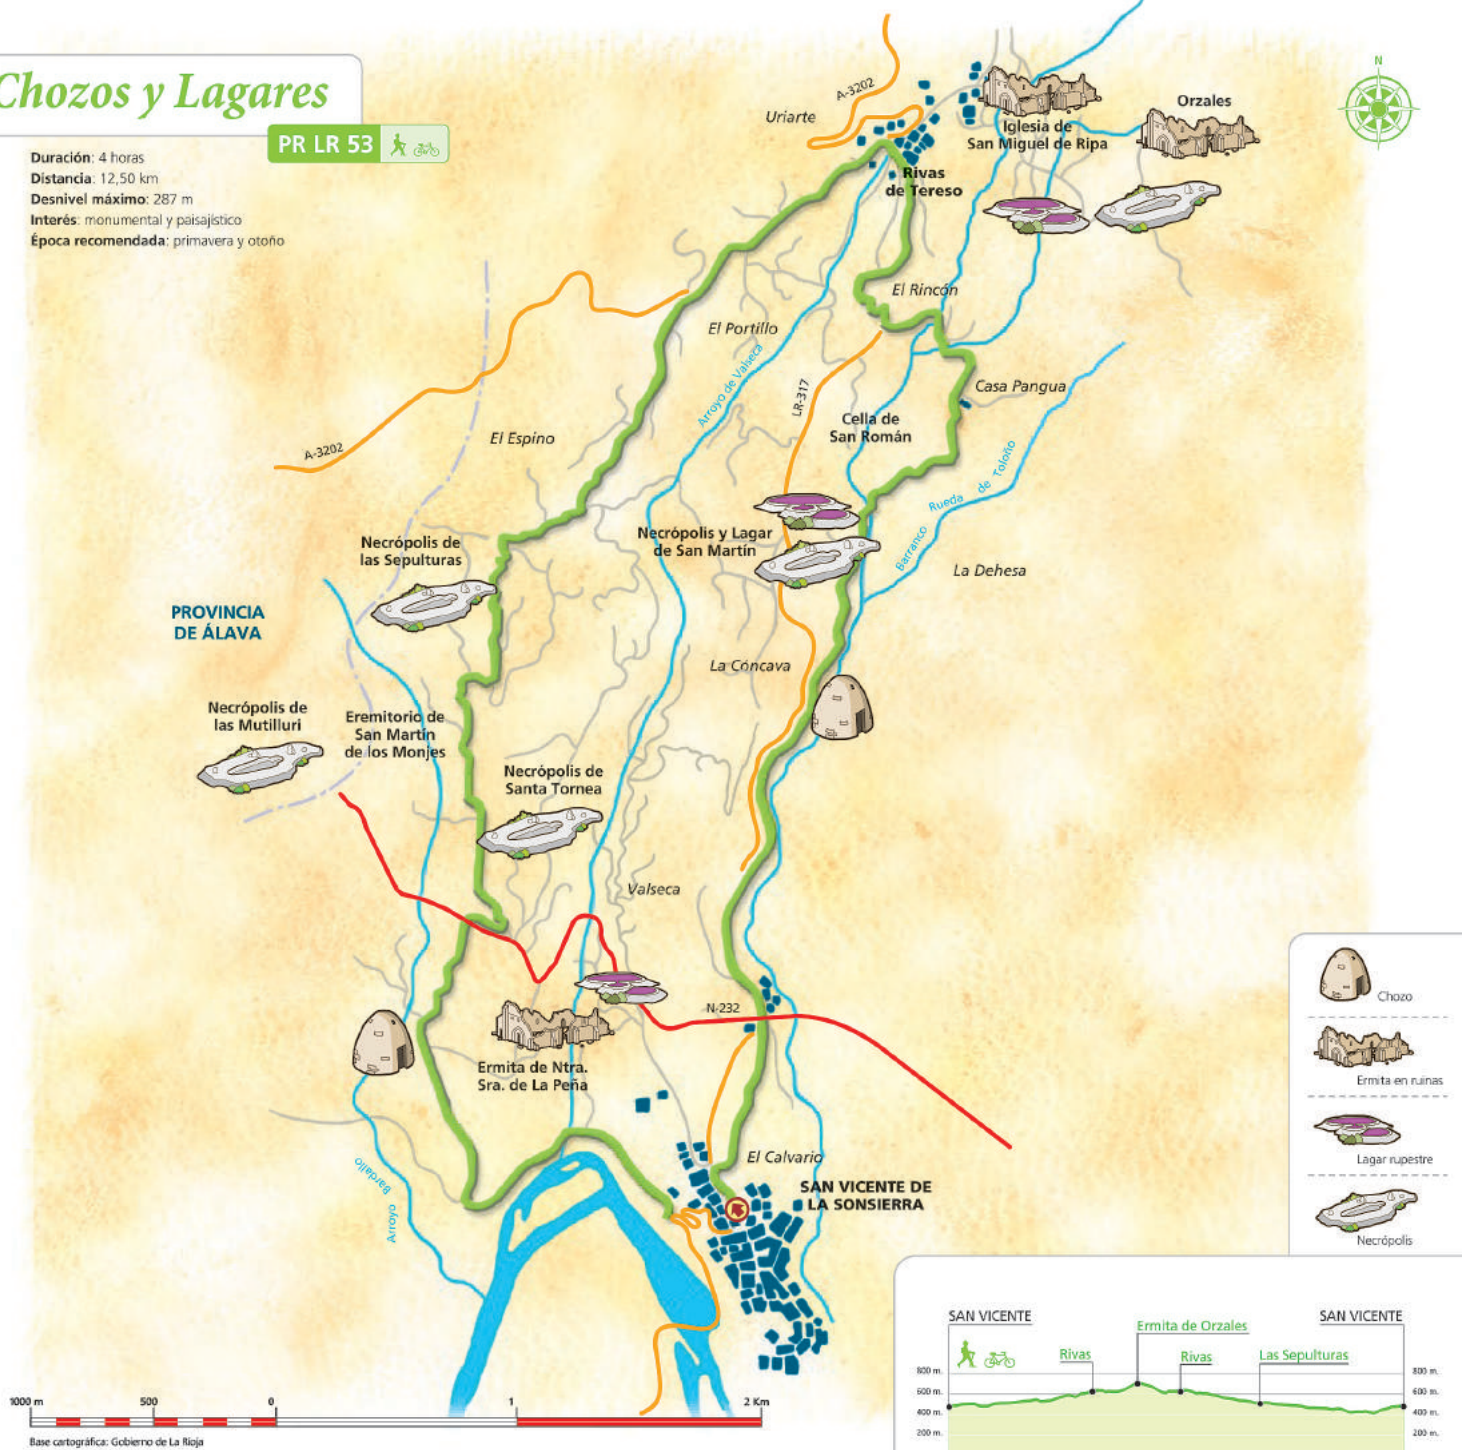 Chozos y Lagares
PR LR 53
Duración: 4 horas
Distancia: 12,50 km
Desnivel máximo: 287 m
Interés: monumental y paisajístico
Época recomendada: primavera y otoño
N
A-3202
Uriarte
Iglesia de
San Miguel de Ripa
Orzales
Rivas
de Tereso
El Rincón
El Portillo
Arroyo de Valseca
LR-317
Casa Pangua
Cella de
San Román
A-3202
El Espino
Barranco Rueda de Toloño
Necrópolis y Lagar
de San Martín
Necrópolis de
las Sepulturas
La Dehesa
PROVINCIA
DE ÁLAVA
La Concava
Necrópolis de
las Mutilluri
Eremitorio de
San Martín
de los Monjes
Necrópolis de
Santa Tornea
Valseca
N-232
Ermita de Ntra.
Sra. de La Peña
El Calvario
Arroyo Bardallo
SAN VICENTE DE
LA SONSIERRA
Chozo
Ermita en ruinas
Lagar rupestre
Necrópolis
SAN VICENTE
SAN VICENTE
Ermita de Orzales
Rivas
Rivas
Las Sepulturas
800 m.
800 m.
600 m.
600 m.
400 m.
400 m.
200 m.
200 m.
1000 m 500 0 1 2 Km
Base cartográfica: Gobierno de La Rioja